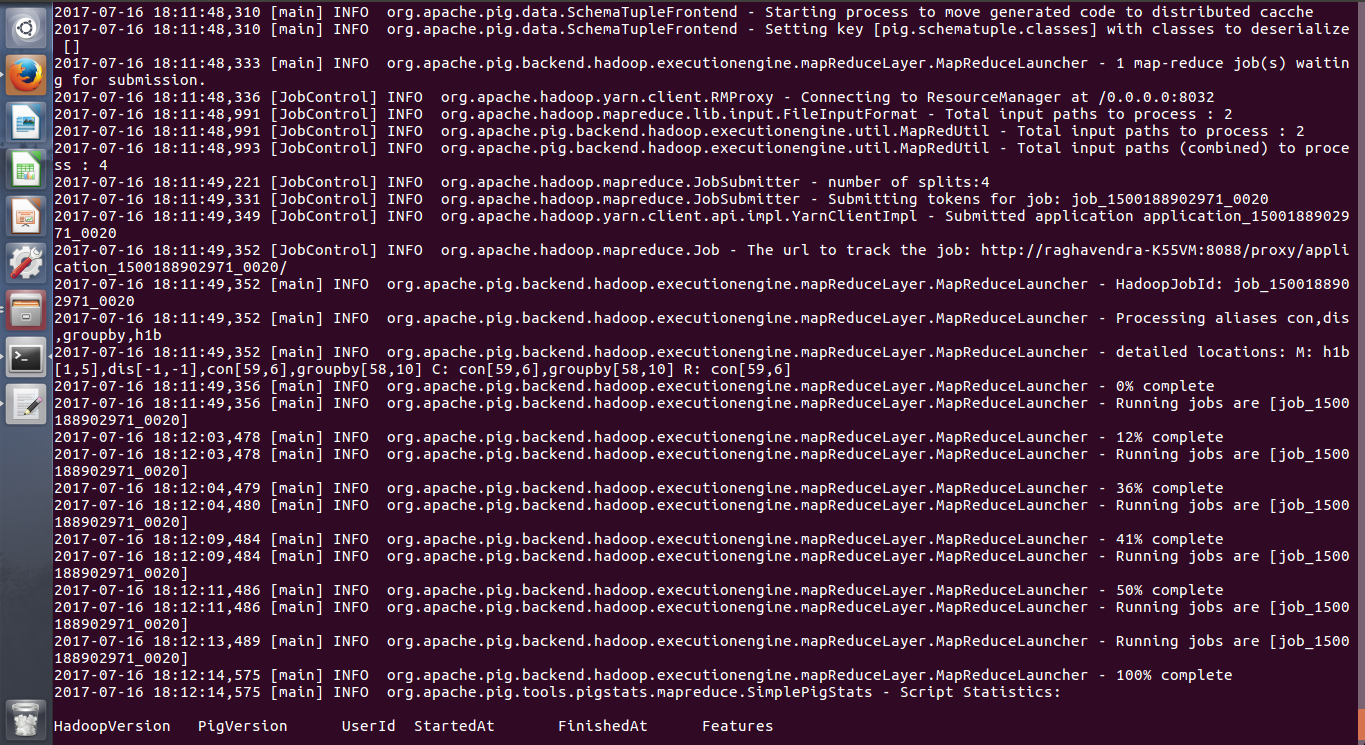 2017-07-16 18:11:48,310 [main] INFO  org.apache.pig.data.SchemaTupleFrontend - Starting process to move generated code to distributed cacche
2017-07-16 18:11:48,310 [main] INFO  org.apache.pig.data.SchemaTupleFrontend - Setting key [pig.schematuple.classes] with classes to deserialize
 []
2017-07-16 18:11:48,333 [main] INFO  org.apache.pig.backend.hadoop.executionengine.mapReduceLayer.MapReduceLauncher - 1 map-reduce job(s) waitin
g for submission.
2017-07-16 18:11:48,336 [JobControl] INFO  org.apache.hadoop.yarn.client.RMProxy - Connecting to ResourceManager at /0.0.0.0:8032
2017-07-16 18:11:48,991 [JobControl] INFO  org.apache.hadoop.mapreduce.lib.input.FileInputFormat - Total input paths to process : 2
2017-07-16 18:11:48,991 [JobControl] INFO  org.apache.pig.backend.hadoop.executionengine.util.MapRedUtil - Total input paths to process : 2
2017-07-16 18:11:48,993 [JobControl] INFO  org.apache.pig.backend.hadoop.executionengine.util.MapRedUtil - Total input paths (combined) to proce
ss : 4
2017-07-16 18:11:49,221 [JobControl] INFO  org.apache.hadoop.mapreduce.JobSubmitter - number of splits:4
2017-07-16 18:11:49,331 [JobControl] INFO  org.apache.hadoop.mapreduce.JobSubmitter - Submitting tokens for job: job_1500188902971_0020
2017-07-16 18:11:49,349 [JobControl] INFO  org.apache.hadoop.yarn.client.api.impl.YarnClientImpl - Submitted application application_15001889029
71_0020
2017-07-16 18:11:49,352 [JobControl] INFO  org.apache.hadoop.mapreduce.Job - The url to track the job: http://raghavendra-K55VM:8088/proxy/appli
cation_1500188902971_0020/
2017-07-16 18:11:49,352 [main] INFO  org.apache.pig.backend.hadoop.executionengine.mapReduceLayer.MapReduceLauncher - HadoopJobId: job_150018890
2971_0020
2017-07-16 18:11:49,352 [main] INFO  org.apache.pig.backend.hadoop.executionengine.mapReduceLayer.MapReduceLauncher - Processing aliases con,dis
,groupby,h1b
2017-07-16 18:11:49,352 [main] INFO  org.apache.pig.backend.hadoop.executionengine.mapReduceLayer.MapReduceLauncher - detailed locations: M: h1b
[1,5],dis[-1,-1],con[59,6],groupby[58,10] C: con[59,6],groupby[58,10] R: con[59,6]
2017-07-16 18:11:49,356 [main] INFO  org.apache.pig.backend.hadoop.executionengine.mapReduceLayer.MapReduceLauncher - 0% complete
2017-07-16 18:11:49,356 [main] INFO  org.apache.pig.backend.hadoop.executionengine.mapReduceLayer.MapReduceLauncher - Running jobs are [job_1500
188902971_0020]
2017-07-16 18:12:03,478 [main] INFO  org.apache.pig.backend.hadoop.executionengine.mapReduceLayer.MapReduceLauncher - 12% complete
2017-07-16 18:12:03,478 [main] INFO  org.apache.pig.backend.hadoop.executionengine.mapReduceLayer.MapReduceLauncher - Running jobs are [job_1500
188902971_0020]
2017-07-16 18:12:04,479 [main] INFO  org.apache.pig.backend.hadoop.executionengine.mapReduceLayer.MapReduceLauncher - 36% complete
2017-07-16 18:12:04,480 [main] INFO  org.apache.pig.backend.hadoop.executionengine.mapReduceLayer.MapReduceLauncher - Running jobs are [job_1500
188902971_0020]
2017-07-16 18:12:09,484 [main] INFO  org.apache.pig.backend.hadoop.executionengine.mapReduceLayer.MapReduceLauncher - 41% complete
2017-07-16 18:12:09,484 [main] INFO  org.apache.pig.backend.hadoop.executionengine.mapReduceLayer.MapReduceLauncher - Running jobs are [job_1500
188902971_0020]
2017-07-16 18:12:11,486 [main] INFO  org.apache.pig.backend.hadoop.executionengine.mapReduceLayer.MapReduceLauncher - 50% complete
2017-07-16 18:12:11,486 [main] INFO  org.apache.pig.backend.hadoop.executionengine.mapReduceLayer.MapReduceLauncher - Running jobs are [job_1500
188902971_0020]
2017-07-16 18:12:13,489 [main] INFO  org.apache.pig.backend.hadoop.executionengine.mapReduceLayer.MapReduceLauncher - Running jobs are [job_1500
188902971_0020]
2017-07-16 18:12:14,575 [main] INFO  org.apache.pig.backend.hadoop.executionengine.mapReduceLayer.MapReduceLauncher - 100% complete
2017-07-16 18:12:14,575 [main] INFO  org.apache.pig.tools.pigstats.mapreduce.SimplePigStats - Script Statistics:
HadoopVersion   PigVersion      UserId  StartedAt       FinishedAt      Features